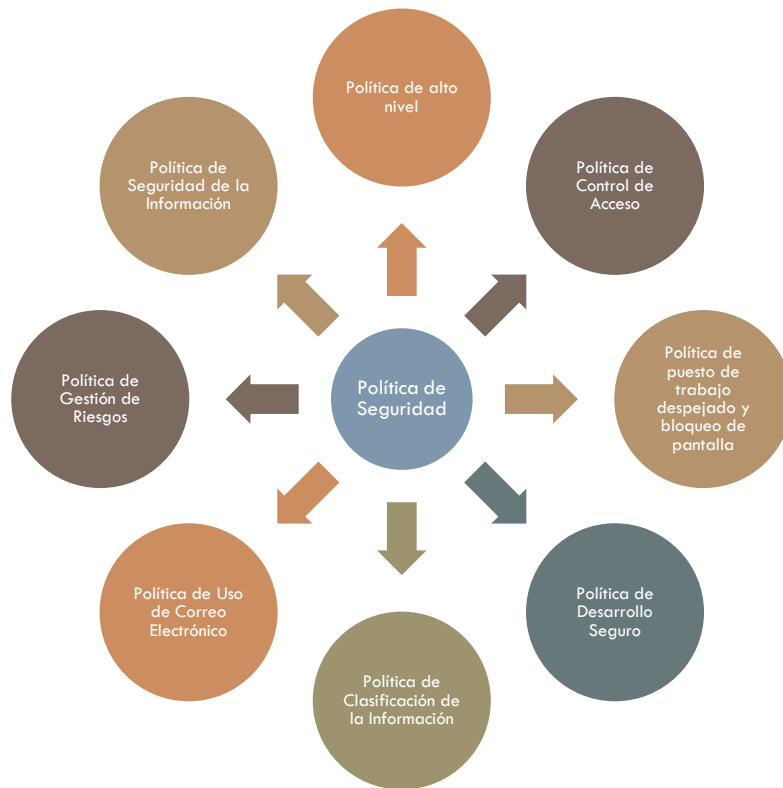 Política de alto
nivel
Política de
Control de
Acceso
Política de
puesto de
trabajo
despejado y
bloqueo de
pantalla
Política de
Desarrollo
Seguro
Política de
Clasificación de
la Información
Política de Uso
de Correo
Electrónico
Política de
Gestión de
Riesgos
Política de
Seguridad de la
Información
Política de
Seguridad